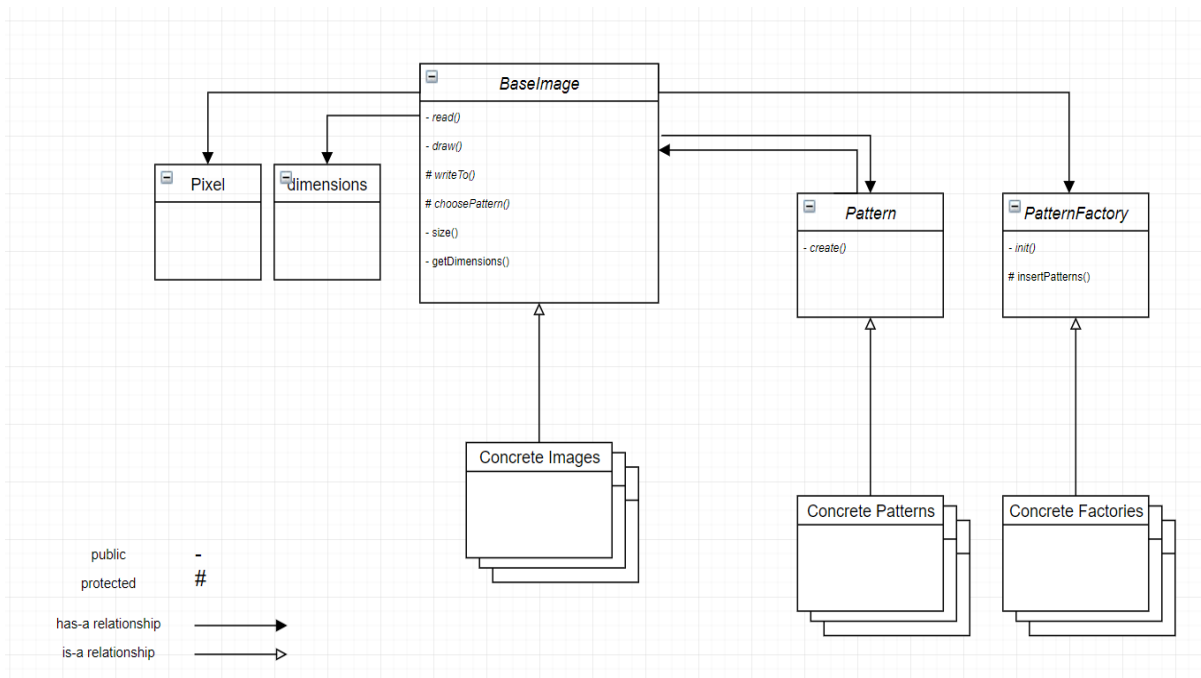 BaseImage
- read()
- draw()
# writeTo()
# choosePattern()
- size()
- getDimensions()
Pixel
dimensions
Pattern
- create()
PatternFactory
- init()
# insertPatterns()
Concrete Images
Concrete Patterns
Concrete Factories
public -
protected #
has-a relationship
is-a relationship